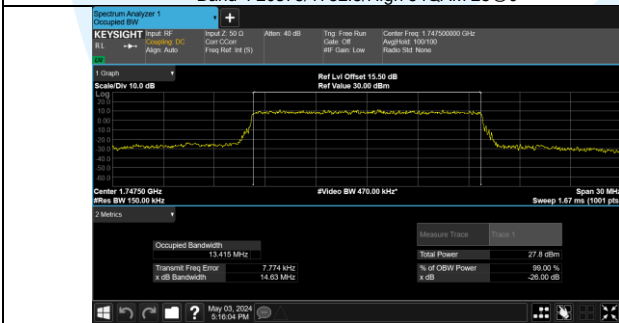 Spectrum Analyzer 1
Occupied BW
+
KEYSIGHT Input: RF Input Z: 50 Ω Atten: 40 dB Trig: Free Run Center Freq: 1.747500000 GHz
R L Coupling: DC Corr CCorr Gate: Off Avg|Hold: 100/100
Align: Auto Freq Ref: Int (S) #IF Gain: Low Radio Std: None
1 Graph
Ref Lvl Offset 15.50 dB
Scale/Div 10.0 dB Ref Value 30.00 dBm
Log
20.0
10.0
0.00
-10.0
-20.0
-30.0
-40.0
-50.0
-60.0
Center 1.74750 GHz #Video BW 470.00 kHz* Span 30 MHz
#Res BW 150.00 kHz Sweep 1.67 ms (1001 pts)
2 Metrics
Measure Trace Trace 1
Occupied Bandwidth
13.415 MHz Total Power 27.8 dBm
Transmit Freq Error 7.774 kHz % of OBW Power 99.00 %
x dB Bandwidth 14.63 MHz x dB -26.00 dB
? May 03, 2024
5:16:04 PM